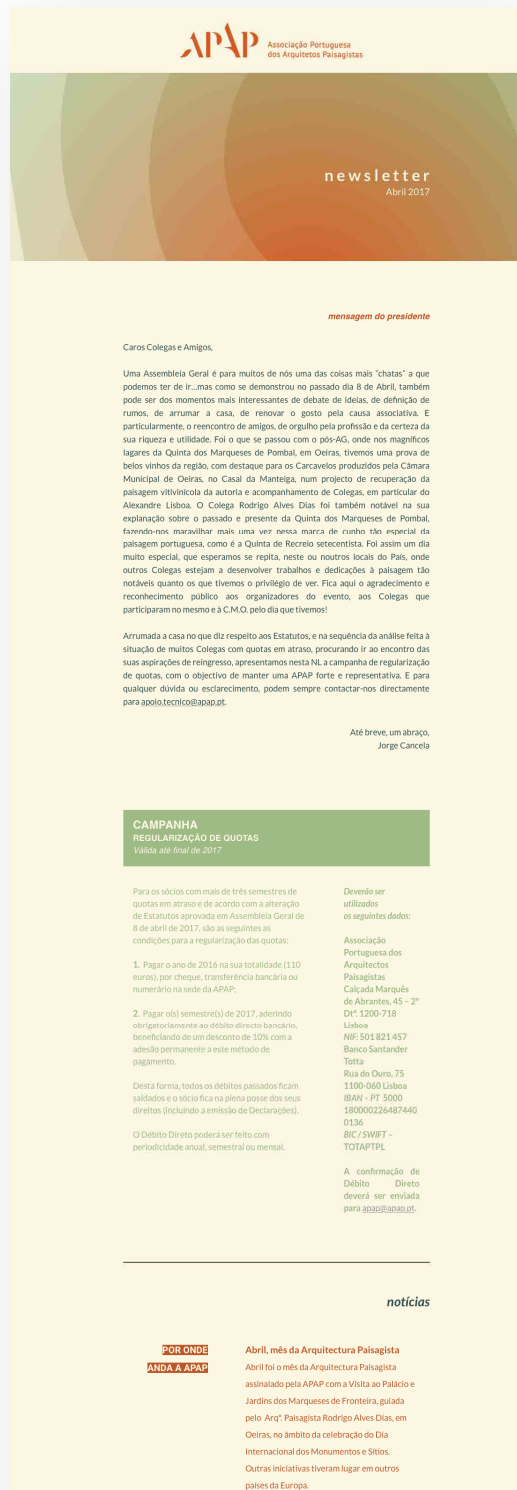 APAP
Associação Portuguesa
dos Arquitetos Paisagistas
newsletter
Abril 2017
mensagem do presidente
Caros Colegas e Amigos,
Uma Assembleia Geral é para muitos de nós uma das coisas mais "chatas" a que
podemos ter de ir...mas como se demonstrou no passado dia 8 de Abril, também
pode ser dos momentos mais interessantes de debate de ideias, de definição de
rumos, de arrumar a casa, de renovar o gosto pela causa associativa. E
particularmente, o reencontro de amigos, de orgulho pela profissão e da certeza da
sua riqueza e utilidade. Foi o que se passou com o pós-AG, onde nos magníficos
lagares da Quinta dos Marqueses de Pombal, em Oeiras, tivemos uma prova de
belos vinhos da região, com destaque para os Carcavelos produzidos pela Câmara
Municipal de Oeiras, no Casal da Manteiga, num projecto de recuperação da
paisagem vitivinícola da autoria e acompanhamento de Colegas, em particular do
Alexandre Lisboa. O Colega Rodrigo Alves Dias foi também notável na sua
explanação sobre o passado e presente da Quinta dos Marqueses de Pombal,
fazendo-nos maravilhar mais uma vez nessa marca de cunho tão especial da
paisagem portuguesa, como é a Quinta de Recreio setecentista. Foi assim um dia
muito especial, que esperamos se repita, neste ou noutros locais do País, onde
outros Colegas estejam a desenvolver trabalhos e dedicações à paisagem tão
notáveis quanto os que tivemos o privilégio de ver. Fica aqui o agradecimento e
reconhecimento público aos organizadores do evento, aos Colegas que
participaram no mesmo e à C.M.O. pelo dia que tivemos!
Arrumada a casa no que diz respeito aos Estatutos, e na sequência da análise feita à
situação de muitos Colegas com quotas em atraso, procurando ir ao encontro das
suas aspirações de reingresso, apresentamos nesta NL a campanha de regularização
de quotas, com o objectivo de manter uma APAP forte e representativa. E para
qualquer dúvida ou esclarecimento, podem sempre contactar-nos directamente
para apoio.tecnico@apap.pt.
Até breve, um abraço,
Jorge Cancela
CAMPANHA
REGULARIZAÇÃO DE QUOTAS
Válida até final de 2017
Para os sócios com mais de três semestres de
quotas em atraso e de acordo com a alteração
de Estatutos aprovada em Assembleia Geral de
8 de abril de 2017, são as seguintes as
condições para a regularização das quotas:
1. Pagar o ano de 2016 na sua totalidade (110
euros), por cheque, transferência bancária ou
numerário na sede da APAP;
2. Pagar o(s) semestre(s) de 2017, aderindo
obrigatoriamente ao débito directo bancário,
beneficiando de um desconto de 10% com a
adesão permanente a este método de
pagamento.
Desta forma, todos os débitos passados ficam
saldados e o sócio fica na plena posse dos seus
direitos (incluindo a emissão de Declarações).
O Débito Direto poderá ser feito com
periodicidade anual, semestral ou mensal.
Deverão ser
utilizados
os seguintes dados:
Associação
Portuguesa dos
Arquitectos
Paisagistas
Calçada Marquês
de Abrantes, 45 – 2º
Dtº. 1200-718
Lisboa
NIF: 501 821 457
Banco Santander
Totta
Rua do Ouro, 75
1100-060 Lisboa
IBAN – PT 5000
180000226487440
0136
BIC / SWIFT –
TOTAPTPL
A confirmação de
Débito Direto
deverá ser enviada
para apap@apap.pt.
notícias
POR ONDE
ANDA A APAP
Abril, mês da Arquitectura Paisagista
Abril foi o mês da Arquitectura Paisagista
assinalado pela APAP com a Visita ao Palácio e
Jardins dos Marqueses de Fronteira, guiada
pelo Arqº. Paisagista Rodrigo Alves Dias, em
Oeiras, no âmbito da celebração do Dia
Internacional dos Monumentos e Sítios.
Outras iniciativas tiveram lugar em outros
países da Europa.